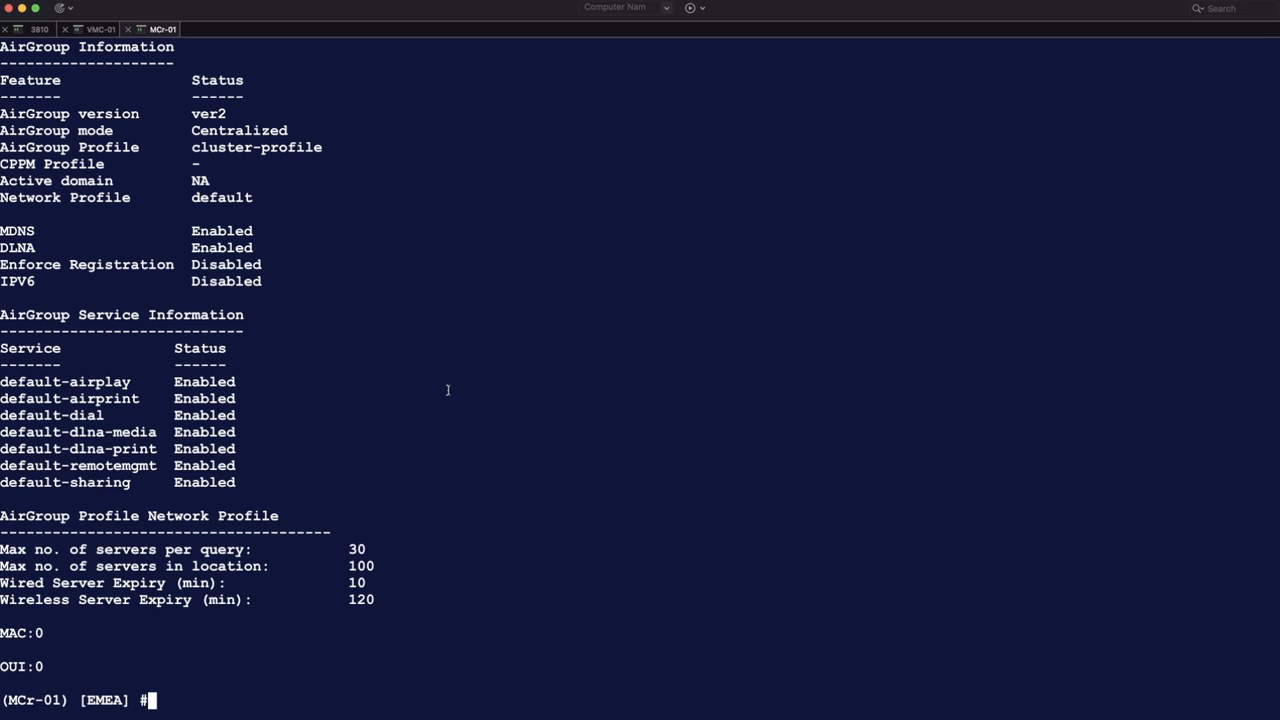 Computer Nam
Search
3810 VMC-01 MCr-01
AirGroup Information
--------------------
Feature Status
------- ------
AirGroup version ver2
AirGroup mode Centralized
AirGroup Profile cluster-profile
CPPM Profile -
Active domain NA
Network Profile default
MDNS Enabled
DLNA Enabled
Enforce Registration Disabled
IPV6 Disabled
AirGroup Service Information
----------------------------
Service Status
------- ------
default-airplay Enabled
default-airprint Enabled
default-dial Enabled
default-dlna-media Enabled
default-dlna-print Enabled
default-remotemgmt Enabled
default-sharing Enabled
AirGroup Profile Network Profile
--------------------------------------
Max no. of servers per query: 30
Max no. of servers in location: 100
Wired Server Expiry (min): 10
Wireless Server Expiry (min): 120
MAC:0
OUI:0
(MCr-01) [EMEA] #